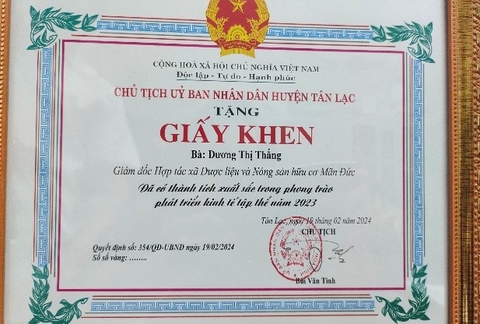 CỘNG HOÀ XÃ HỘI CHỦ NGHĨA VIỆT NAM
Độc lập - Tự do - Hạnh phúc
CHỦ TỊCH UỶ BAN NHÂN DÂN HUYỆN TÂN LẠC
TẶNG
GIẤY KHEN
Bà: Dương Thị Thắng
Giám đốc Hợp tác xã Dược liệu và Nông sản hữu cơ Mãn Đức
Đã có thành tích xuất sắc trong phong trào
phát triển kinh tế tập thể năm 2023
Tân Lạc, ngày 19 tháng 02 năm 2024
CHỦ TỊCH
Quyết định số: 354/QĐ-UBND ngày 19/02/2024
Số sổ vàng: ........
Bùi Văn Tinh